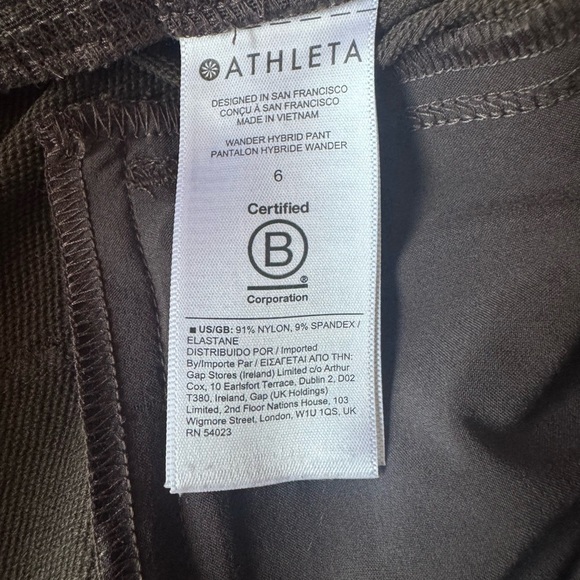 ATHLETA
DESIGNED IN SAN FRANCISCO
CONÇU À SAN FRANCISCO
MADE IN VIETNAM
WANDER HYBRID PANT
PANTALON HYBRIDE WANDER
6
Certified
B
®
Corporation
■ US/GB: 91% NYLON, 9% SPANDEX /
ELASTANE
DISTRIBUIDO POR / Imported
By/Importe Par / ΕΙΣΑΓΕΤΑΙ ΑΠΟ ΤΗΝ:
Gap Stores (Ireland) Limited c/o Arthur
Cox, 10 Earlsfort Terrace, Dublin 2, D02
T380, Ireland, Gap (UK Holdings)
Limited, 2nd Floor Nations House, 103
Wigmore Street, London, W1U 1QS, UK
RN 54023